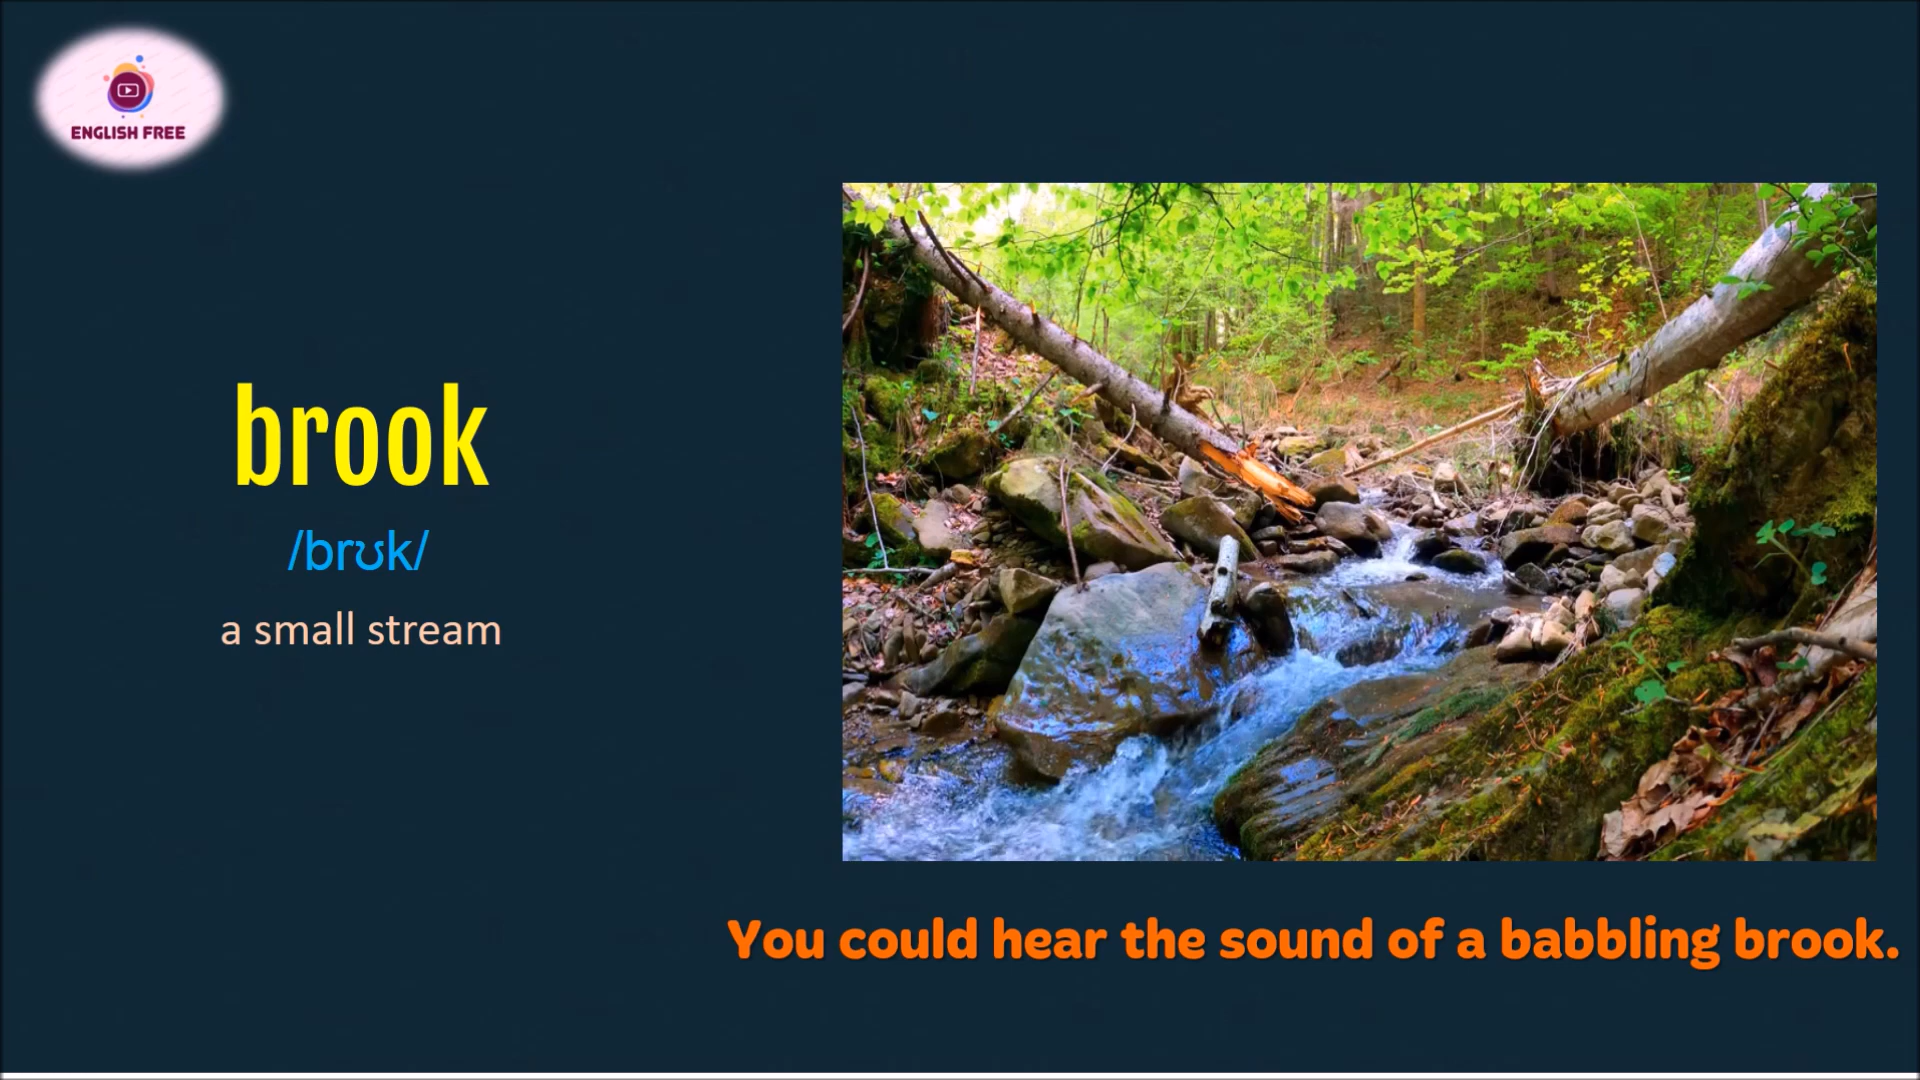 ENGLISH FREE
brook
/brʊk/
a small stream
You could hear the sound of a babbling brook.